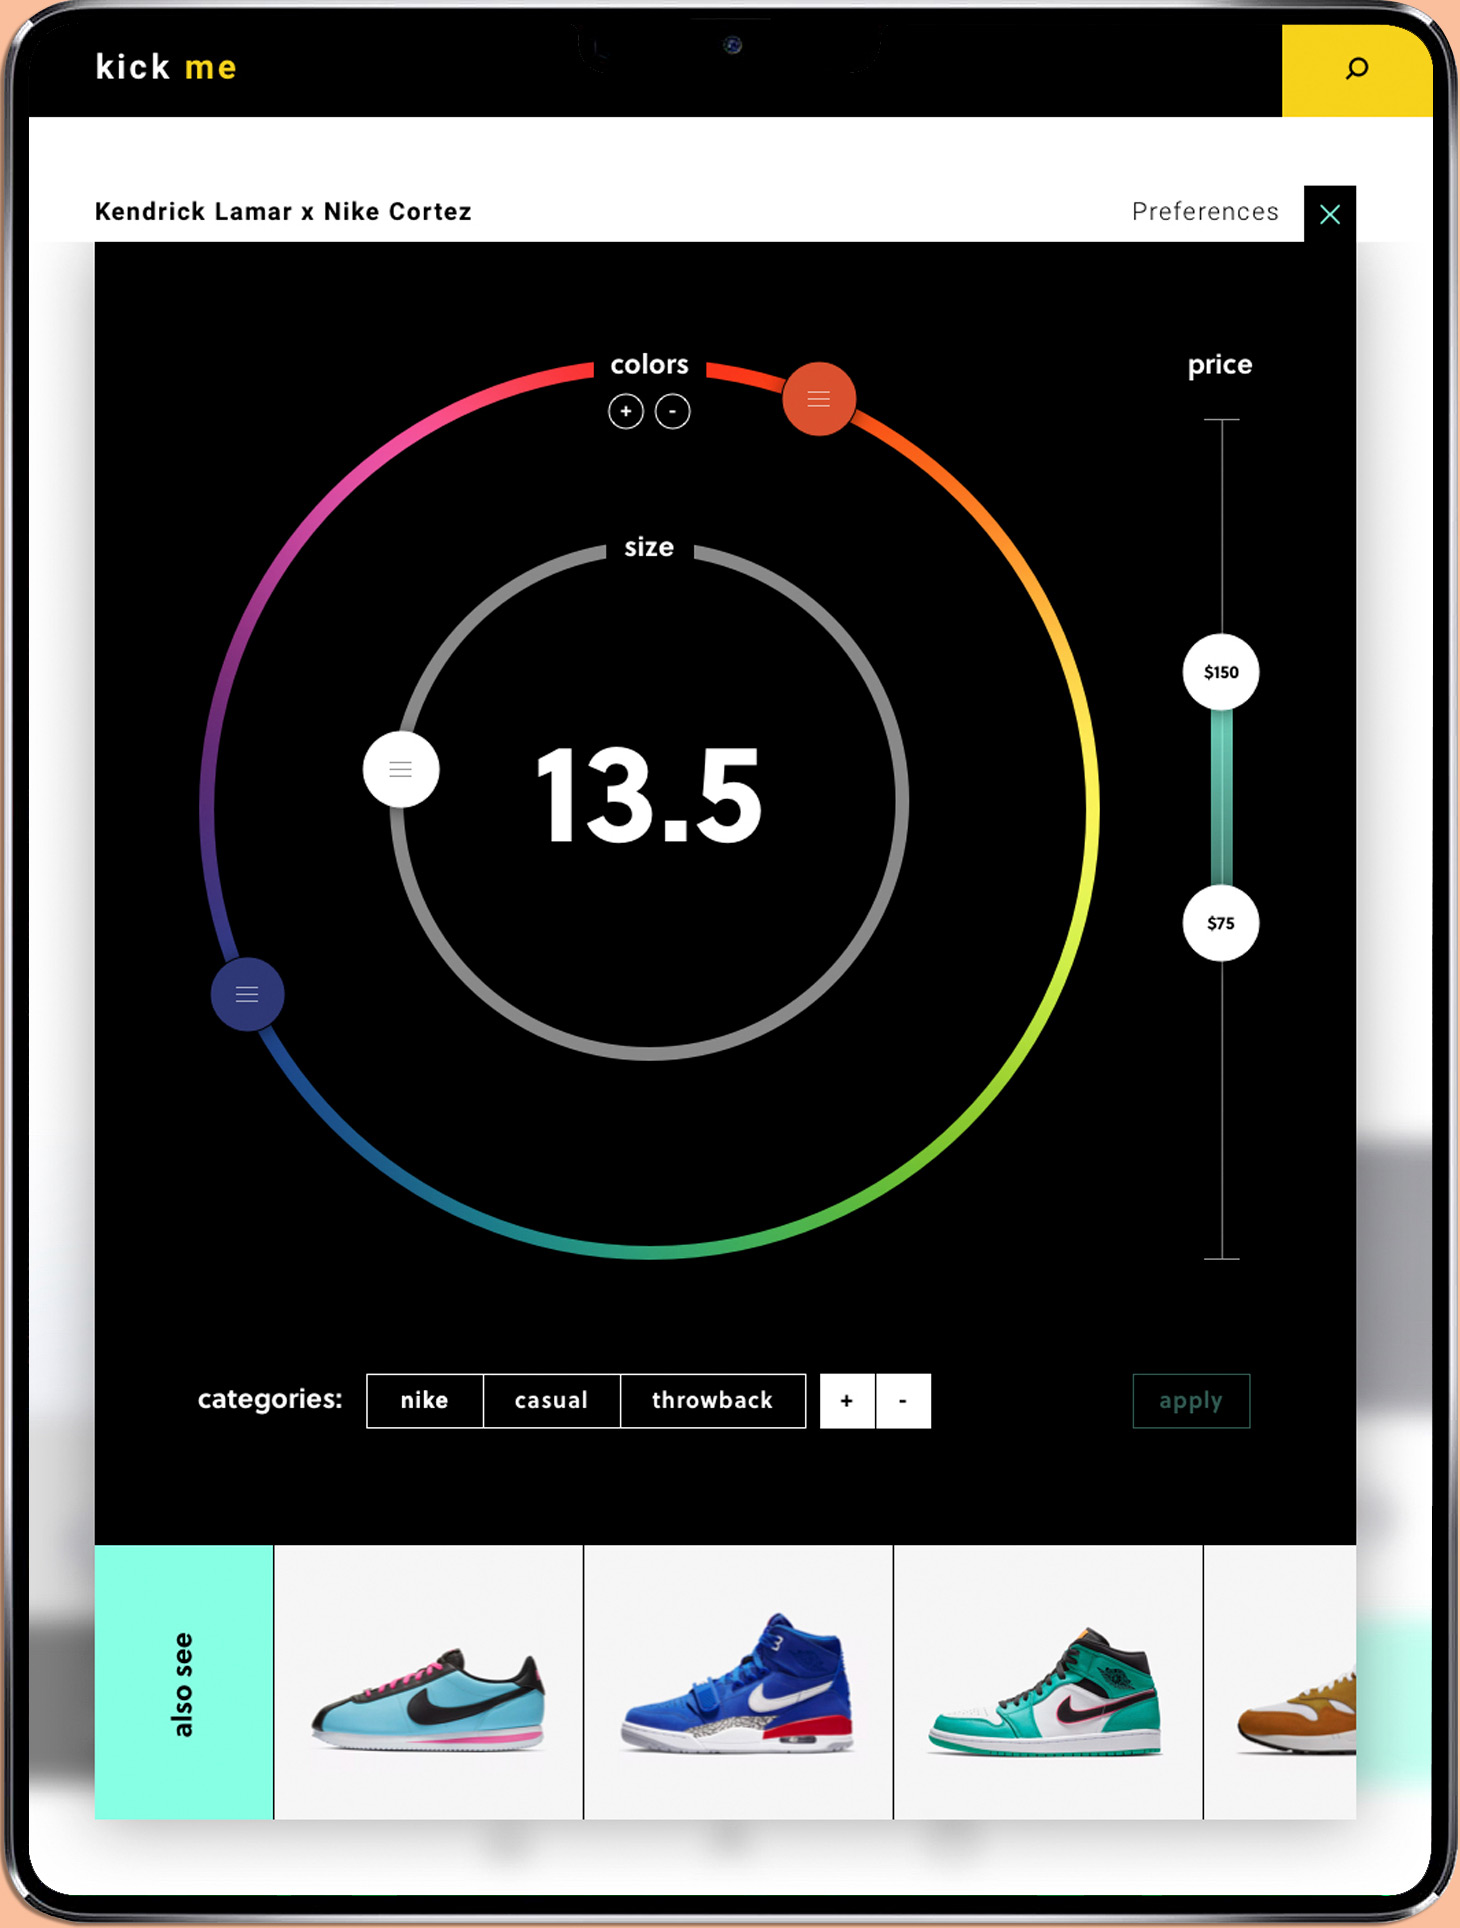 kick me
Kendrick Lamar x Nike Cortez
Preferences
colors
+ -
price
size
$150
13.5
$75
categories: nike casual throwback + -
apply
also see
3